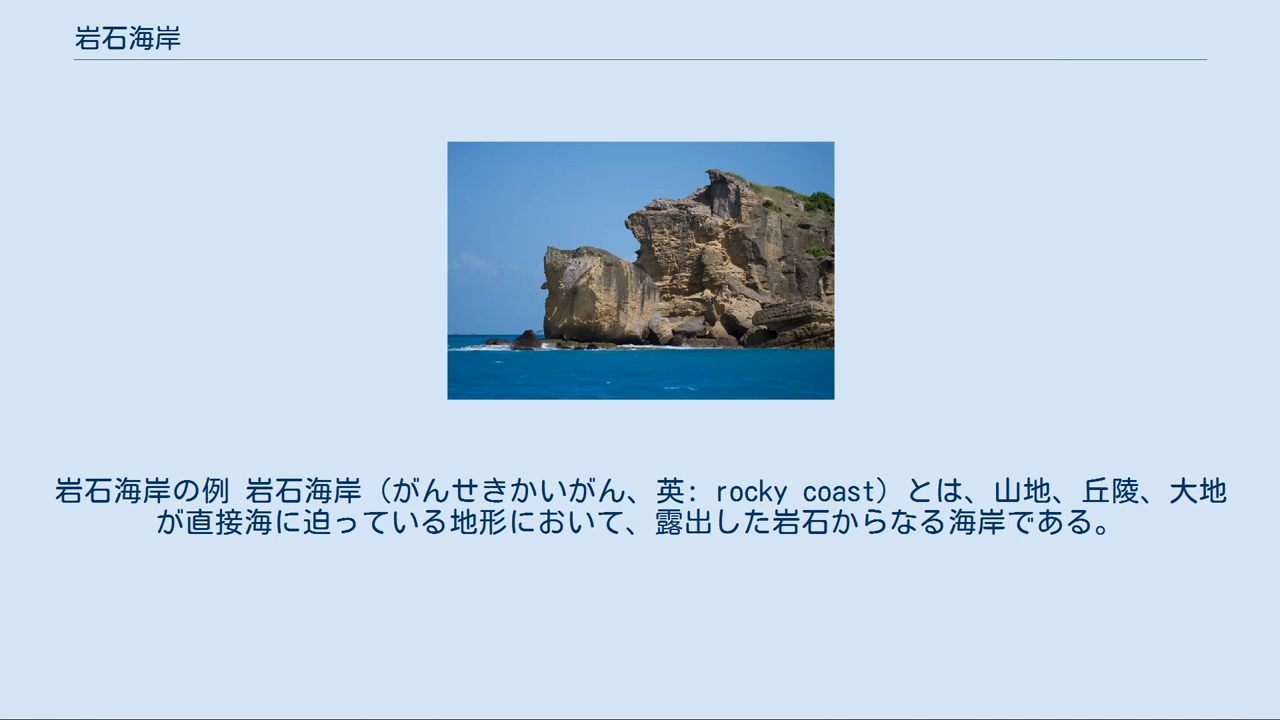 岩石海岸
岩石海岸の例 岩石海岸（がんせきかいがん、英: rocky coast）とは、山地、丘陵、大地
が直接海に迫っている地形において、露出した岩石からなる海岸である。